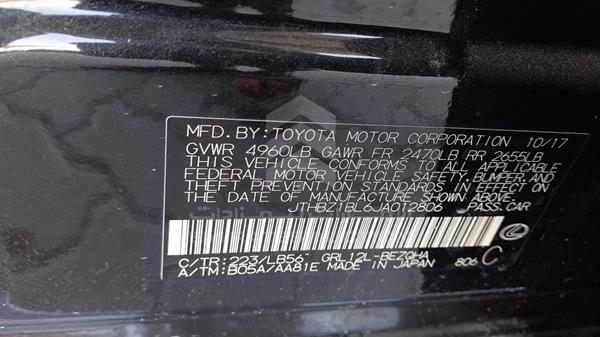 MFD. BY: TOYOTA MOTOR CORPORATION 10/17
GVWR 4960LB GAWR FR 2470LB RR 2655LB
THIS VEHICLE CONFORMS TO ALL APPLICABLE
FEDERAL MOTOR VEHICLE SAFETY, BUMPER, AND
THEFT PREVENTION STANDARDS IN EFFECT ON
THE DATE OF MANUFACTURE SHOWN ABOVE.
JTHBZ1BL6JA012806 PASS.CAR
C/TR: 223/LB56 GRL12L-BEZQHA
A/TM: B05A/AA81E MADE IN JAPAN 806 C